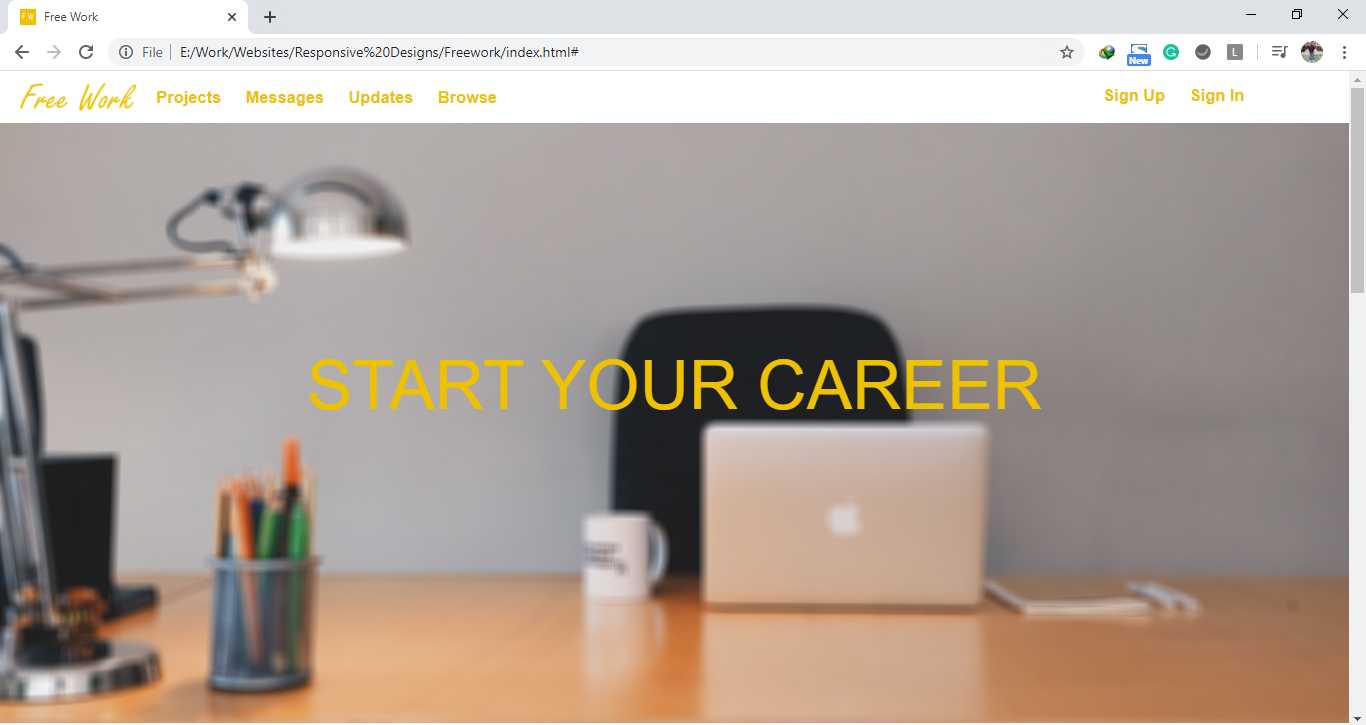 FW Free Work
File E:/Work/Websites/Responsive%20Designs/Freework/index.html#
New
L
Free Work Projects Messages Updates Browse Sign Up Sign In
START YOUR CAREER